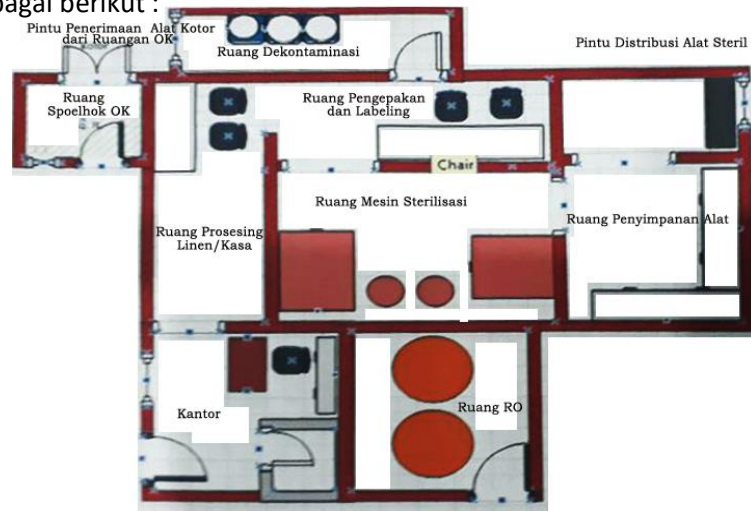 bagai berikut :
Pintu Penerimaan Alat Kotor
dari Ruangan OK
Ruang Dekontaminasi
Pintu Distribusi Alat Steril
Ruang
Spoelhok OK
Ruang Pengepakan
dan Labeling
Chair
Ruang Mesin Sterilisasi
Ruang Prosesing
Linen/Kasa
Ruang Penyimpanan Alat
Kantor
Ruang RO